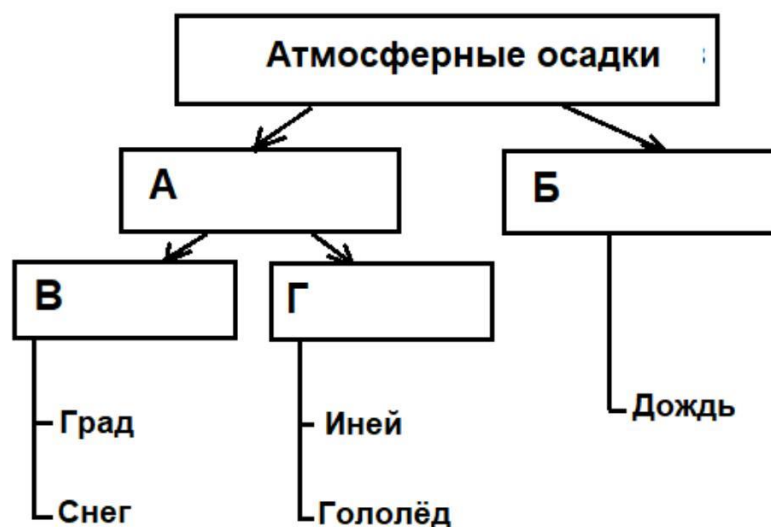 Атмосферные осадки
А
Б
В
Г
Град
Иней
Дождь
Снег
Гололёд